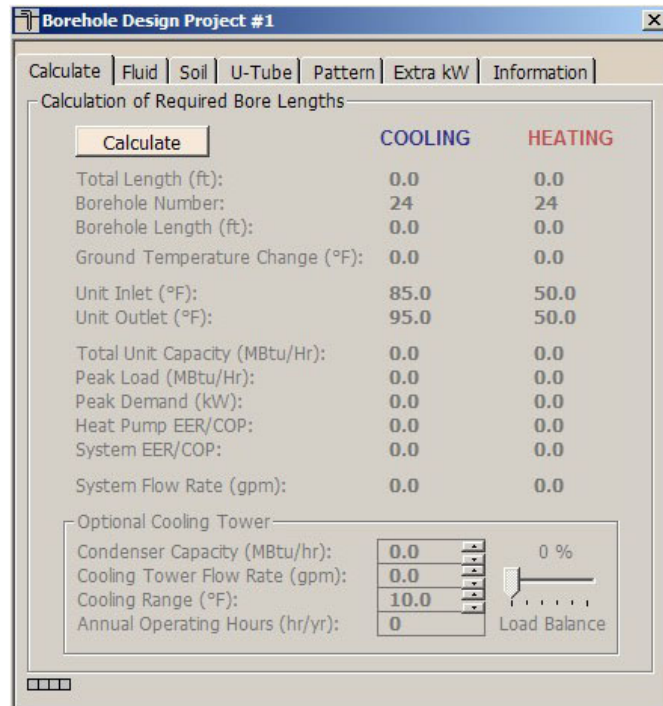 Borehole Design Project #1
Calculate Fluid Soil U-Tube Pattern Extra kW Information
Calculation of Required Bore Lengths
Calculate COOLING HEATING
Total Length (ft): 0.0 0.0
Borehole Number: 24 24
Borehole Length (ft): 0.0 0.0
Ground Temperature Change (°F): 0.0 0.0
Unit Inlet (°F): 85.0 50.0
Unit Outlet (°F): 95.0 50.0
Total Unit Capacity (MBtu/Hr): 0.0 0.0
Peak Load (MBtu/Hr): 0.0 0.0
Peak Demand (kW): 0.0 0.0
Heat Pump EER/COP: 0.0 0.0
System EER/COP: 0.0 0.0
System Flow Rate (gpm): 0.0 0.0
Optional Cooling Tower
Condenser Capacity (MBtu/hr): 0.0 0 %
Cooling Tower Flow Rate (gpm): 0.0
Cooling Range (°F): 10.0
Annual Operating Hours (hr/yr): 0 Load Balance